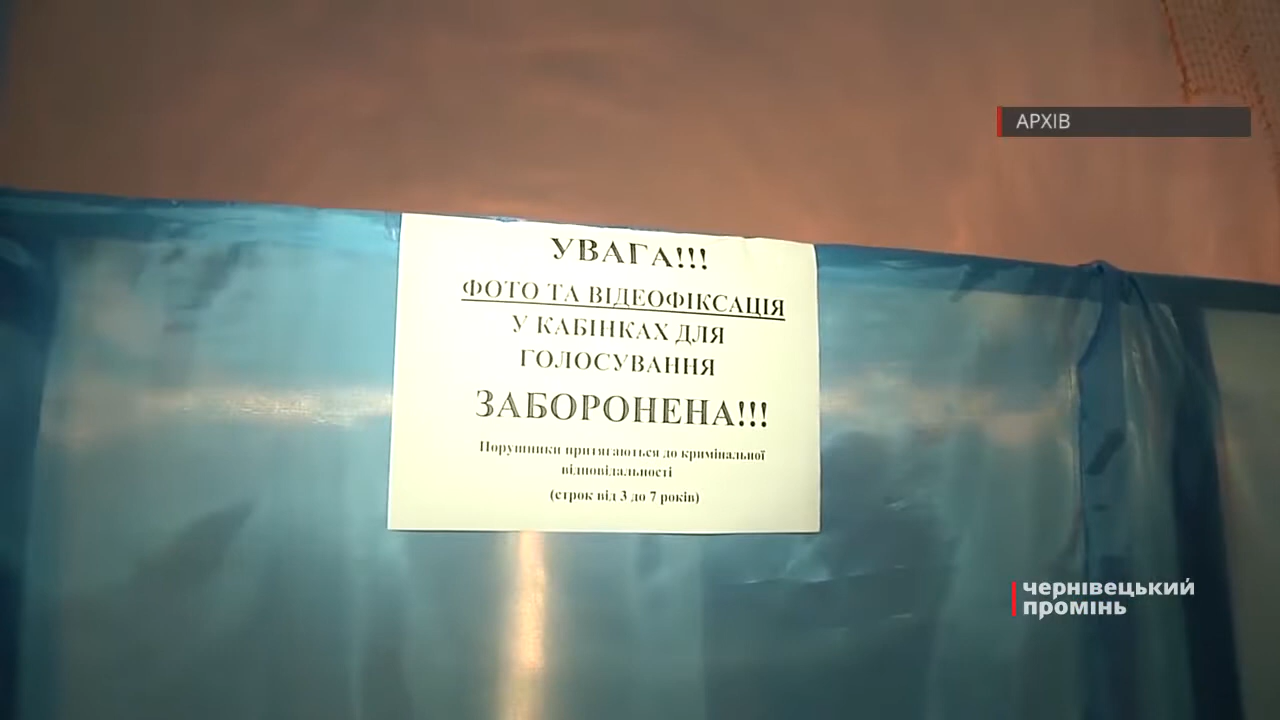 АРХІВ
УВАГА!!!
ФОТО ТА ВІДЕОФІКСАЦІЯ
У КАБІНКАХ ДЛЯ
ГОЛОСУВАННЯ
ЗАБОРОНЕНА!!!
Порушники притягаються до кримінальної
відповідальності
(строк від 3 до 7 років)
чернівецький
промінь